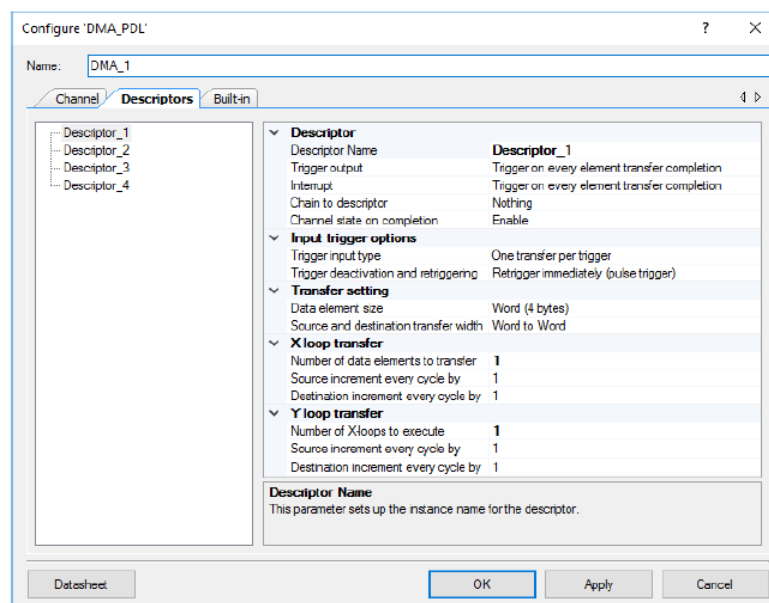 Configure 'DMA_PDL'
Name: DMA_1
Channel Descriptors Built-in
Descriptor_1
Descriptor_2
Descriptor_3
Descriptor_4
Descriptor
Descriptor Name Descriptor_1
Trigger output Trigger on every element transfer completion
Interrupt Trigger on every element transfer completion
Chain to descriptor Nothing
Channel state on completion Enable
Input trigger options
Trigger input type One transfer per trigger
Trigger deactivation and retriggering Retrigger immediately (pulse trigger)
Transfer setting
Data element size Word (4 bytes)
Source and destination transfer width Word to Word
X loop transfer
Number of data elements to transfer 1
Source increment every cycle by 1
Destination increment every cycle by 1
Y loop transfer
Number of X-loops to execute 1
Source increment every cycle by 1
Destination increment every cycle by 1
Descriptor Name
This parameter sets up the instance name for the descriptor.
Datasheet OK Apply Cancel